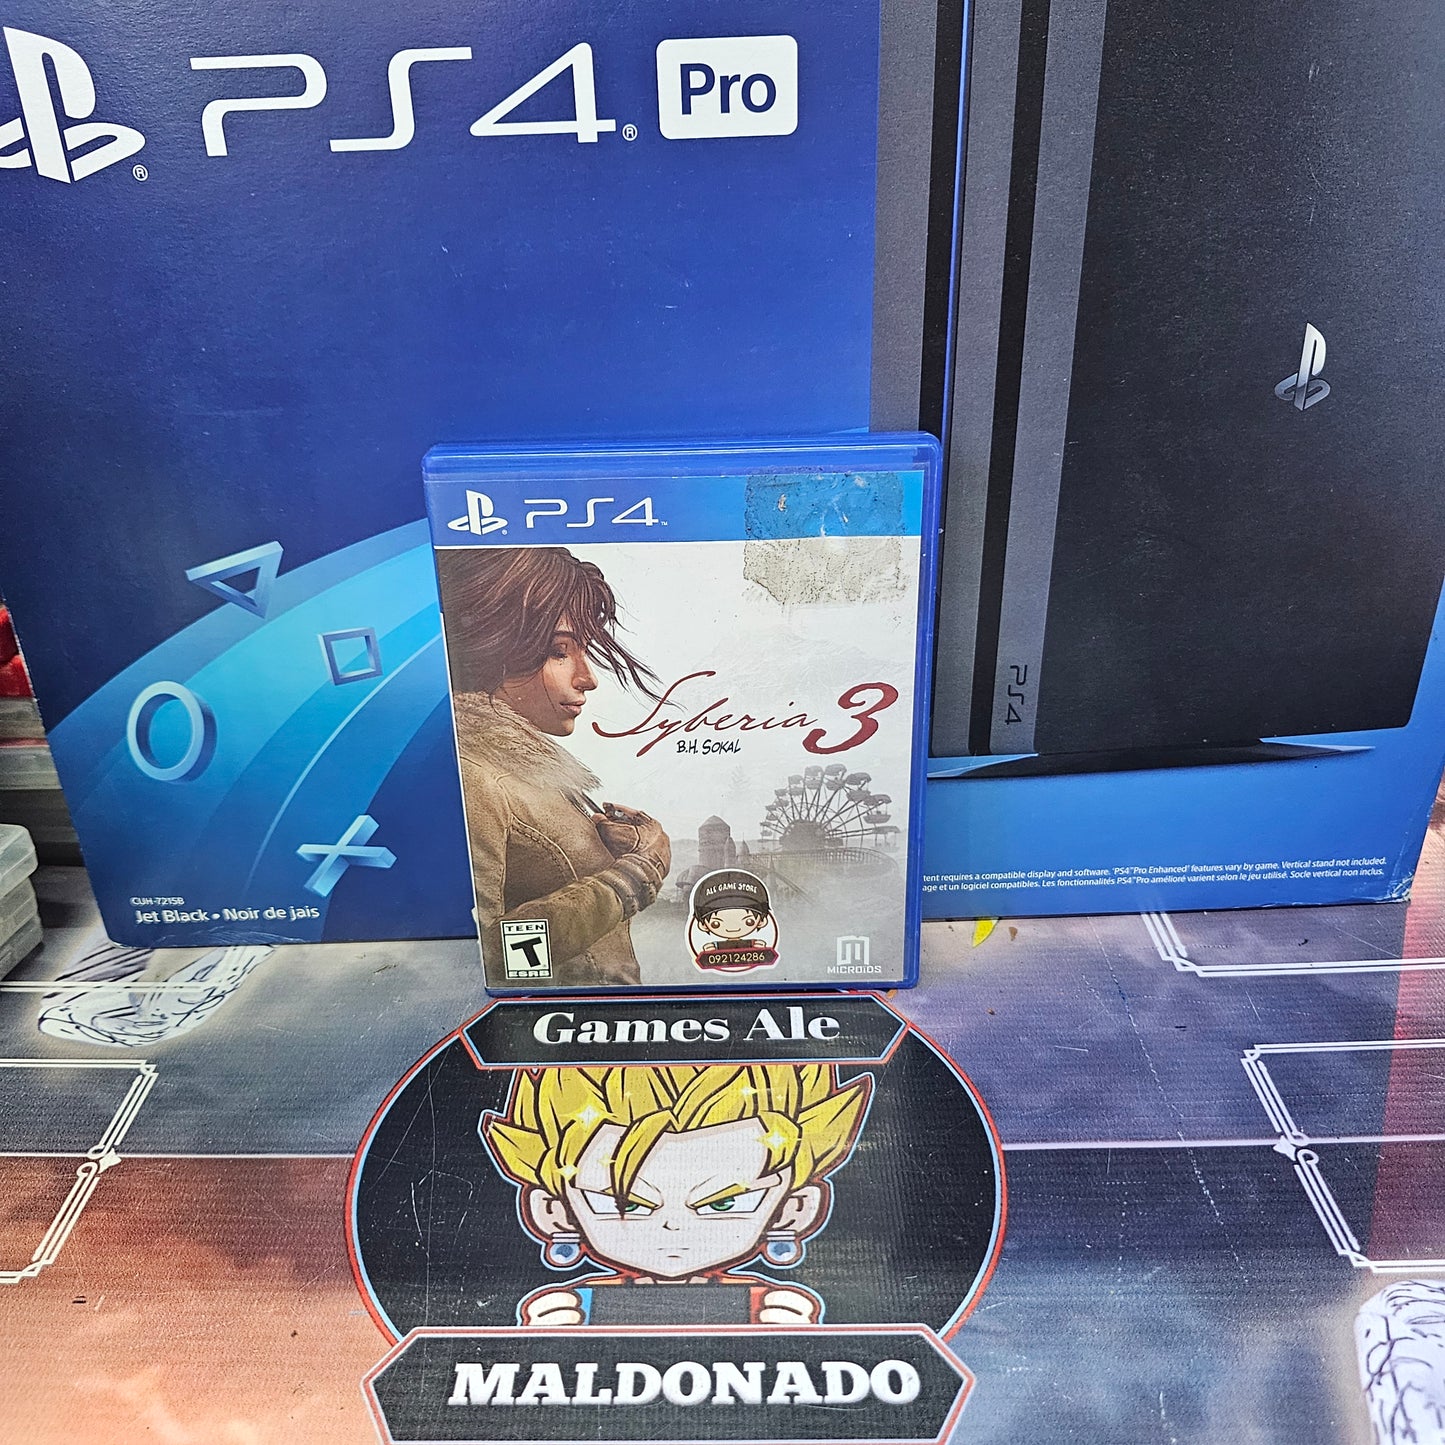 PS4® Pro
®
PS4
CUH-7215B
Jet Black • Noir de jais
tent requires a compatible display and software. 'PS4™Pro Enhanced' features vary by game. Vertical stand not included.
age et un logiciel compatibles. Les fonctionnalités PS4™Pro amélioré varient selon le jeu utilisé. Socle vertical non inclus.
PS4™
®
Syberia 3
B.H. SOKAL
ALE GAME STORE
092124286
TEEN
T
ESRB
MICROIDS
Games Ale
MALDONADO